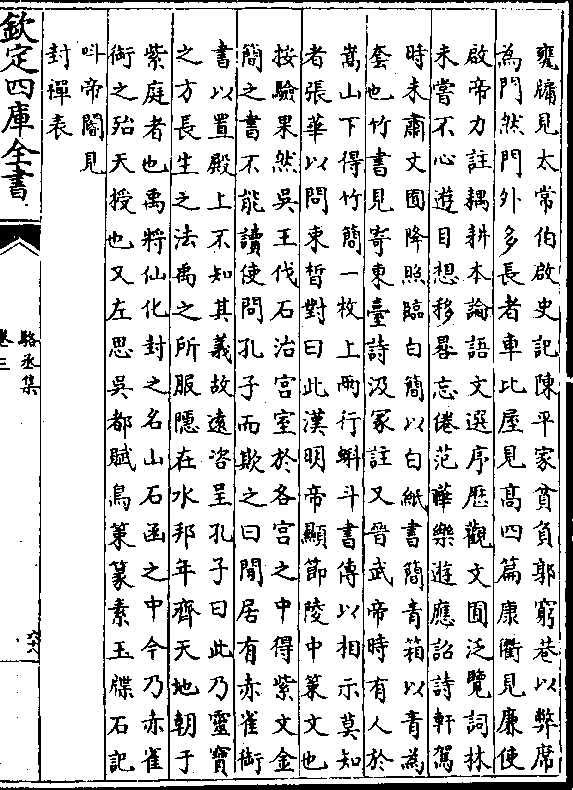 甕牖見太常伯啟史記陳平家貧負郭窮巷以弊席
為門然門外多長者車比屋見高四篇康衢見廉使
啟帝力註耦耕本論語文選序歷觀文囿泛覽詞林
未嘗不心遊目想移晷忘倦范曄樂遊應詔詩軒駕
時未肅文囿降照臨白簡以白紙書簡青箱以青為
套也竹書見寄東臺詩汲冢註又晉武帝時有人於
嵩山下得竹簡一枚上兩行蝌斗書傳以相示莫知
者張華以問束晳對曰此漢明帝顯節陵中策文也
按驗果然吳王伐石治宮室於各宮之中得紫文金
簡之書不能讀使問孔子而欺之曰閒居有赤雀銜
書以置殿上不知其義故遠咨呈孔子曰此乃靈寶
之方長生之法禹之所服隱在水邦年齊天地朝于
紫庭者也禹將仙化封之名山石函之中今乃赤雀
銜之殆天授也又左思吳都賦鳥策篆素玉牒石記
叫帝閽見
封禪表
欽定四庫全書
駱丞集
卷三